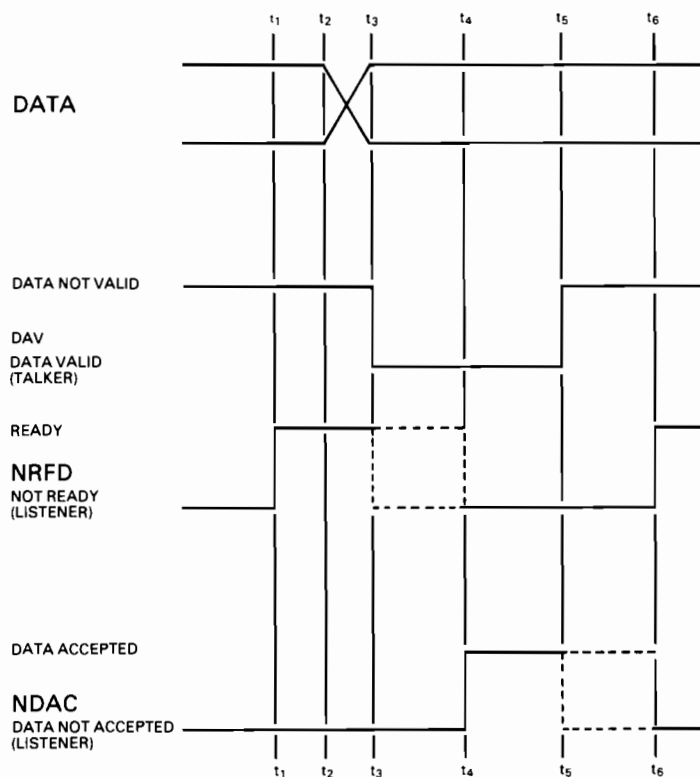 t1 t2 t3 t4 t5 t6
DATA
DATA NOT VALID
DAV
DATA VALID
(TALKER)
READY
NRFD
NOT READY
(LISTENER)
DATA ACCEPTED
NDAC
DATA NOT ACCEPTED
(LISTENER)
t1 t2 t3 t4 t5 t6